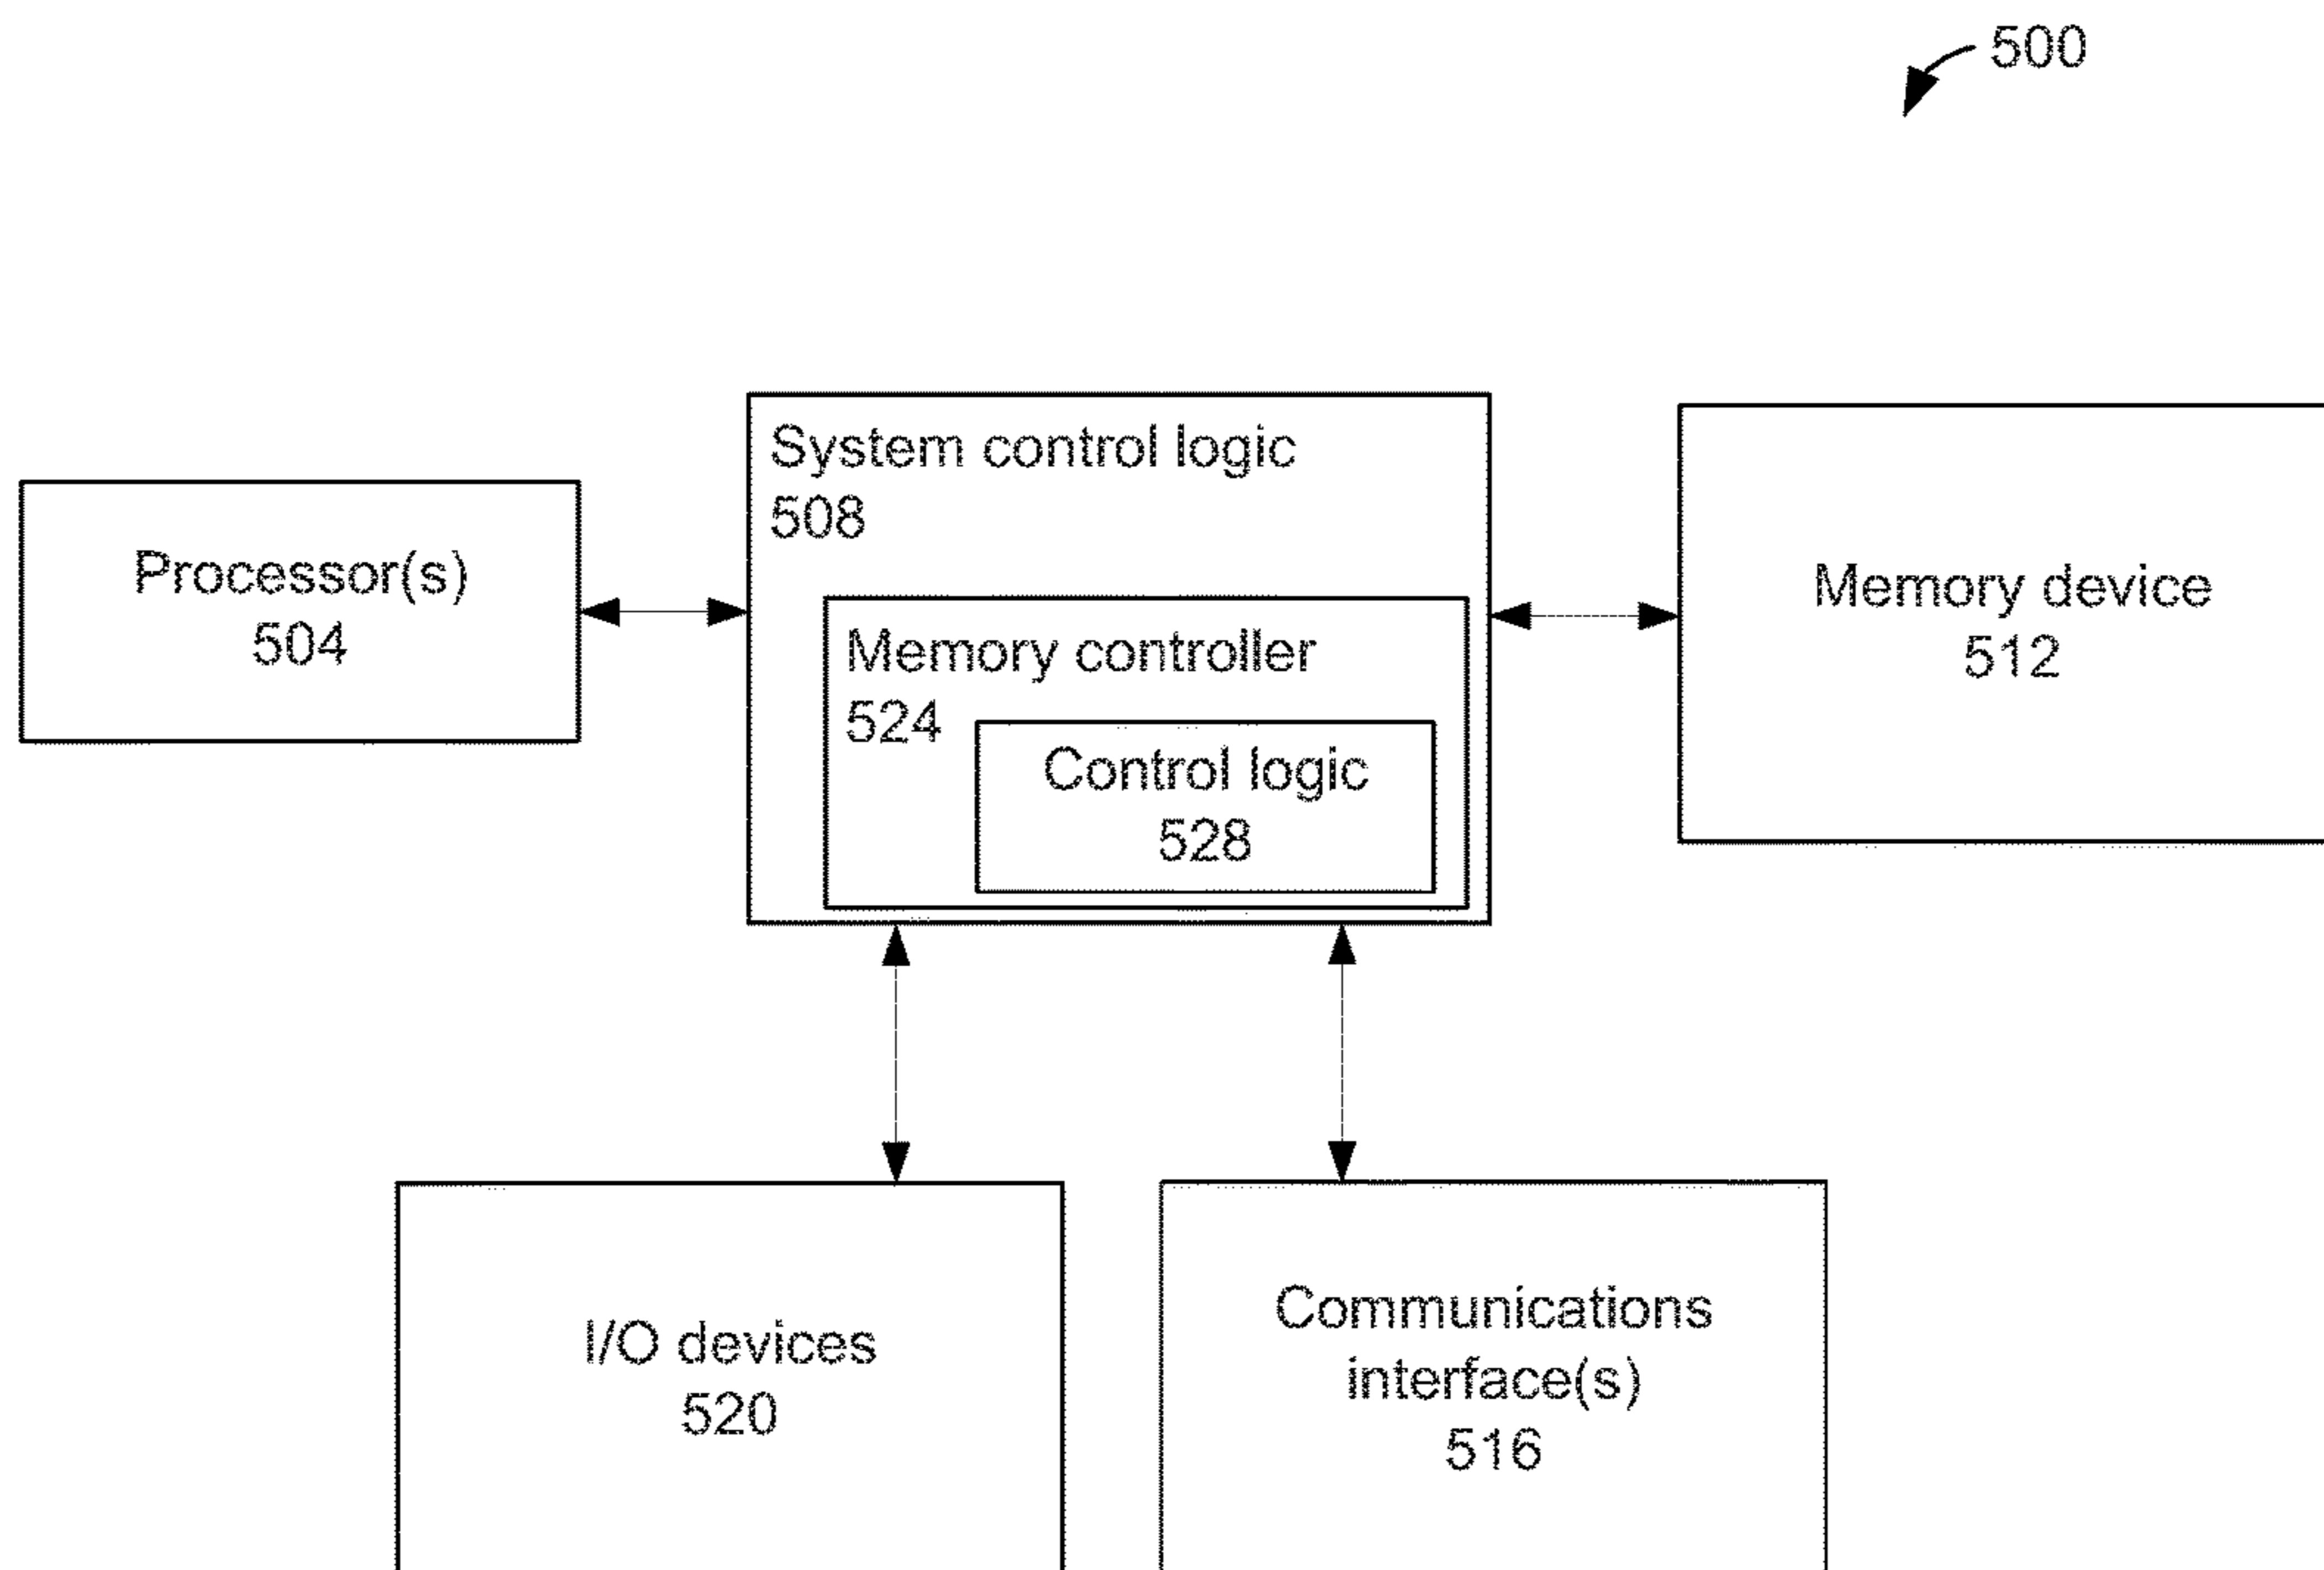 500
System control logic
508
Processor(s)
504
Memory device
512
Memory controller
524
Control logic
528
I/O devices
520
Communications
interface(s)
516